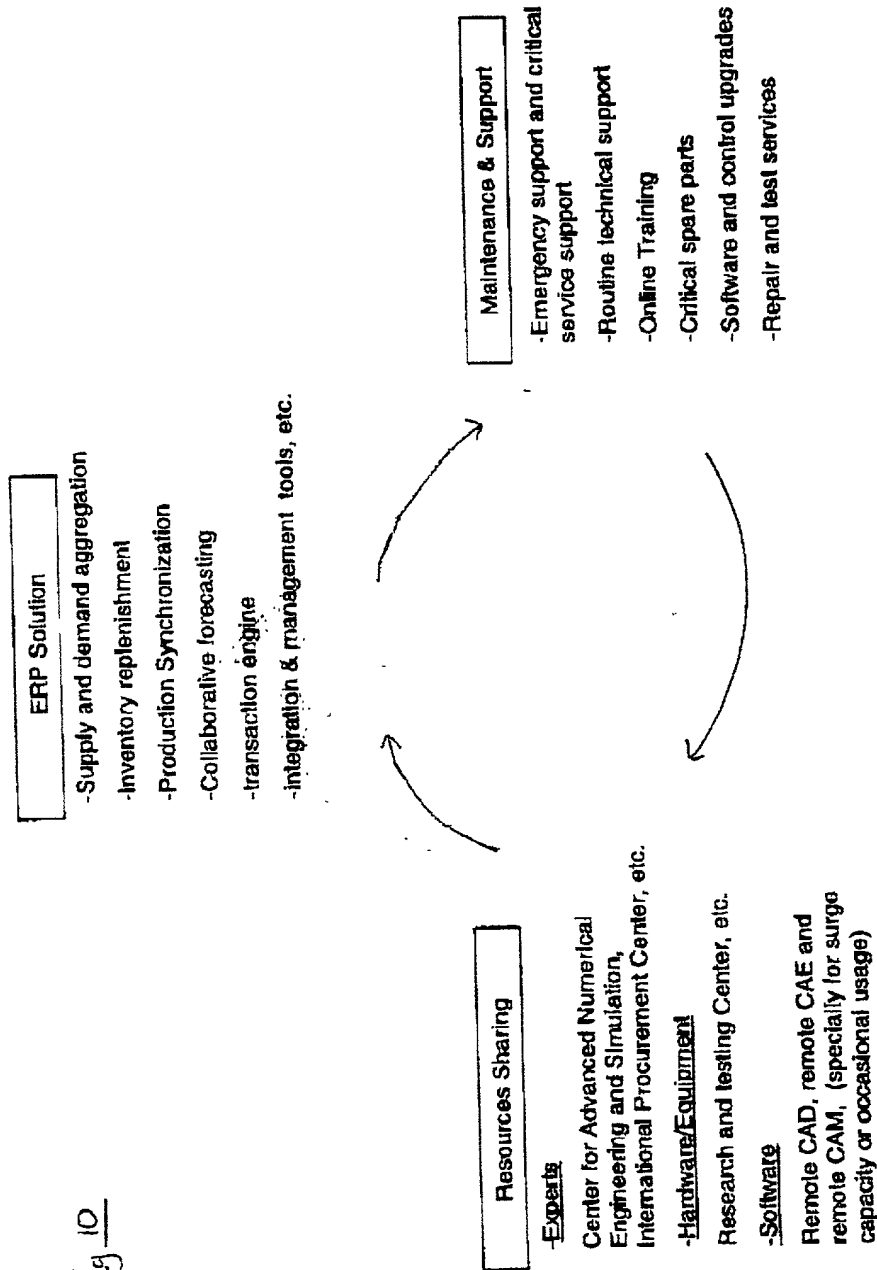 ERP Solution
-Supply and demand aggregation
-Inventory replenishment
-Production Synchronization
-Collaborative forecasting
-transaction engine
-integration & management tools, etc.
Maintenance & Support
-Emergency support and critical
service support
-Routine technical support
-Online Training
-Critical spare parts
-Software and control upgrades
-Repair and test services
Resources Sharing
-Experts
Center for Advanced Numerical
Engineering and Simulation,
International Procurement Center, etc.
-Hardware/Equipment
Research and testing Center, etc.
-Software
Remote CAD, remote CAE and
remote CAM, (specially for surge
capacity or occasional usage)
10